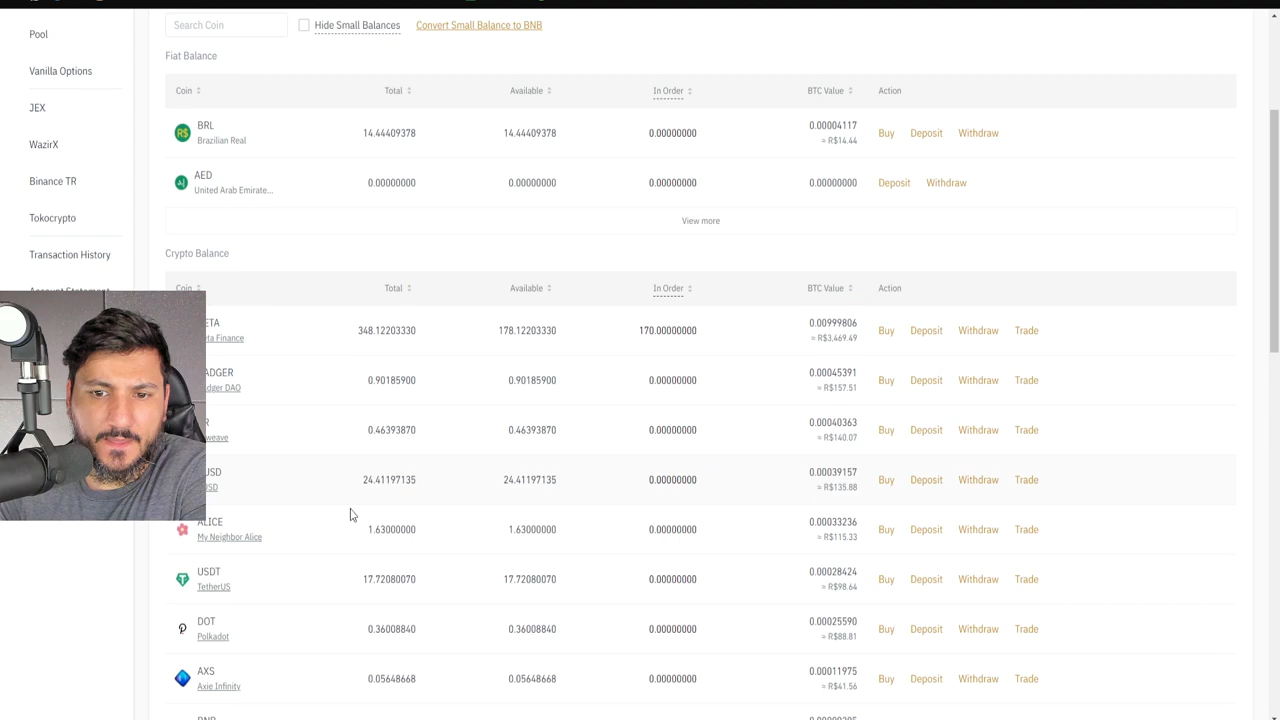 Pool
Vanilla Options
JEX
WazirX
Binance TR
Tokocrypto
Transaction History
Search Coin
Hide Small Balances
Convert Small Balance to BNB
Fiat Balance
Coin Total Available In Order BTC Value Action
BRL 14.44409378 14.44409378 0.00000000 0.00004117 Buy Deposit Withdraw
Brazilian Real ≈ R$14.44
AED 0.00000000 0.00000000 0.00000000 0.00000000 Deposit Withdraw
United Arab Emirate...
View more
Crypto Balance
Coin Total Available In Order BTC Value Action
ETA 348.12203330 178.12203330 170.00000000 0.00999806 Buy Deposit Withdraw Trade
eta Finance ≈ R$3,469.49
ADGER 0.90185900 0.90185900 0.00000000 0.00045391 Buy Deposit Withdraw Trade
dger DAO ≈ R$157.51
R 0.46393870 0.46393870 0.00000000 0.00040363 Buy Deposit Withdraw Trade
weave ≈ R$140.07
USD 24.41197135 24.41197135 0.00000000 0.00039157 Buy Deposit Withdraw Trade
SD ≈ R$135.88
ALICE 1.63000000 1.63000000 0.00000000 0.00033236 Buy Deposit Withdraw Trade
My Neighbor Alice ≈ R$115.33
USDT 17.72080070 17.72080070 0.00000000 0.00028424 Buy Deposit Withdraw Trade
TetherUS ≈ R$98.64
DOT 0.36008840 0.36008840 0.00000000 0.00025590 Buy Deposit Withdraw Trade
Polkadot ≈ R$88.81
AXS 0.05648668 0.05648668 0.00000000 0.00011975 Buy Deposit Withdraw Trade
Axie Infinity ≈ R$41.56